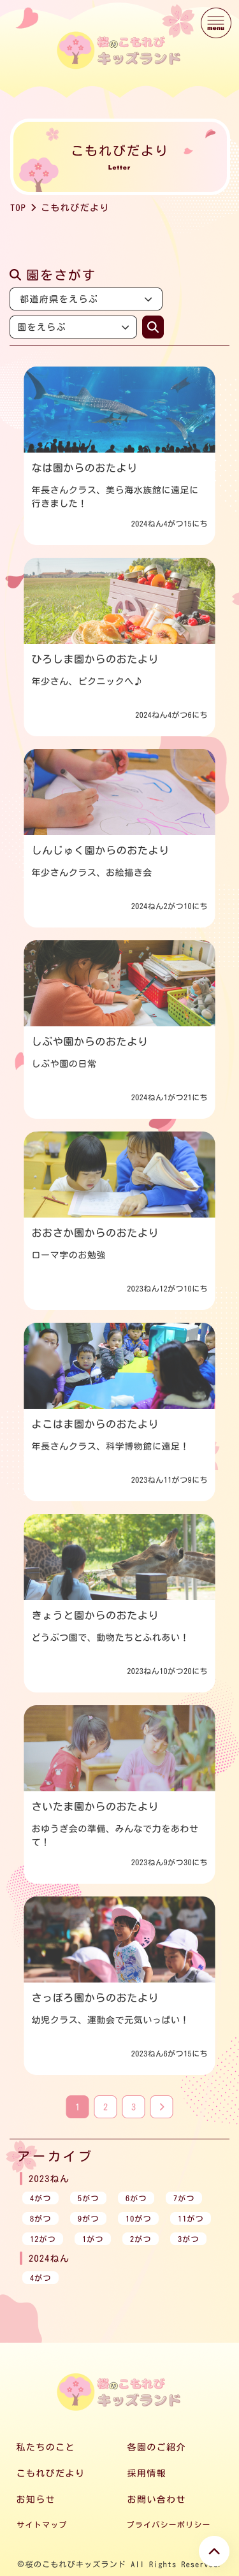 桜のこもれび
キッズランド
menu
こもれびだより
Letter
TOP > こもれびだより
園をさがす
都道府県をえらぶ
園をえらぶ
なは園からのおたより
年長さんクラス、美ら海水族館に遠足に
行きました！
2024ねん4がつ15にち
ひろしま園からのおたより
年少さん、ピクニックへ♪
2024ねん4がつ6にち
しんじゅく園からのおたより
年少さんクラス、お絵描き会
2024ねん2がつ10にち
しぶや園からのおたより
しぶや園の日常
2024ねん1がつ21にち
おおさか園からのおたより
ローマ字のお勉強
2023ねん12がつ10にち
よこはま園からのおたより
年長さんクラス、科学博物館に遠足！
2023ねん11がつ9にち
きょうと園からのおたより
どうぶつ園で、動物たちとふれあい！
2023ねん10がつ20にち
さいたま園からのおたより
おゆうぎ会の準備、みんなで力をあわせ
て！
2023ねん9がつ30にち
さっぽろ園からのおたより
幼児クラス、運動会で元気いっぱい！
2023ねん6がつ15にち
1 2 3 >
アーカイブ
2023ねん
4がつ 5がつ 6がつ 7がつ
8がつ 9がつ 10がつ 11がつ
12がつ 1がつ 2がつ 3がつ
2024ねん
4がつ
桜のこもれび
キッズランド
私たちのこと 各園のご紹介
こもれびだより 採用情報
お知らせ お問い合わせ
サイトマップ プライバシーポリシー
©桜のこもれびキッズランド All Rights Reserved.